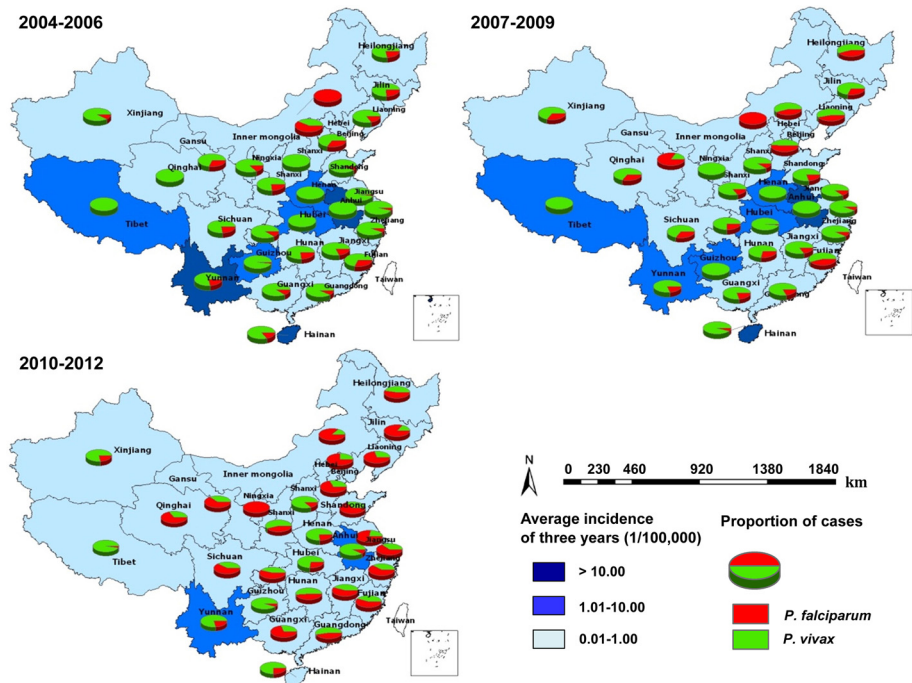 2004-2006
Heilongjiang
Jilin
Liaoning
Xinjiang
Inner mongolia
Hebei
Beijing
Gansu
Ningxia
Shanxi
Shandong
Qinghai
Shanxi
Henan
Jiangsu
Anhui
Tibet
Sichuan
Hubei
Zhejiang
Hunan
Jiangxi
Guizhou
Fujian
Yunnan
Guangxi
Guangdong
Taiwan
Hainan
2007-2009
Heilongjiang
Jilin
Xinjiang
Liaoning
Inner mongolia
Hebei
Beijing
Gansu
Shanxi
Qinghai
Ningxia
Shandong
Shanxi
Henan
Anhui
Tibet
Hubei
Zhejiang
Sichuan
Jiangxi
Hunan
Fujian
Guizhou
Yunnan
Guangxi
Taiwan
Hainan
2010-2012
Heilongjiang
Jilin
Xinjiang
Liaoning
Hebei
Beijing
Inner mongolia
Gansu
Shanxi
Ningxia
Qinghai
Shandong
Shanxi
Henan
Anhui
Jiangsu
Tibet
Zhejiang
Sichuan
Hubei
Hunan
Jiangxi
Guizhou
Fujian
Yunnan
Guangxi
Guangdong
Taiwan
Hainan
N
0 230 460 920 1380 1840
km
Average incidence
of three years (1/100,000)
> 10.00
1.01-10.00
0.01-1.00
Proportion of cases
P. falciparum
P. vivax